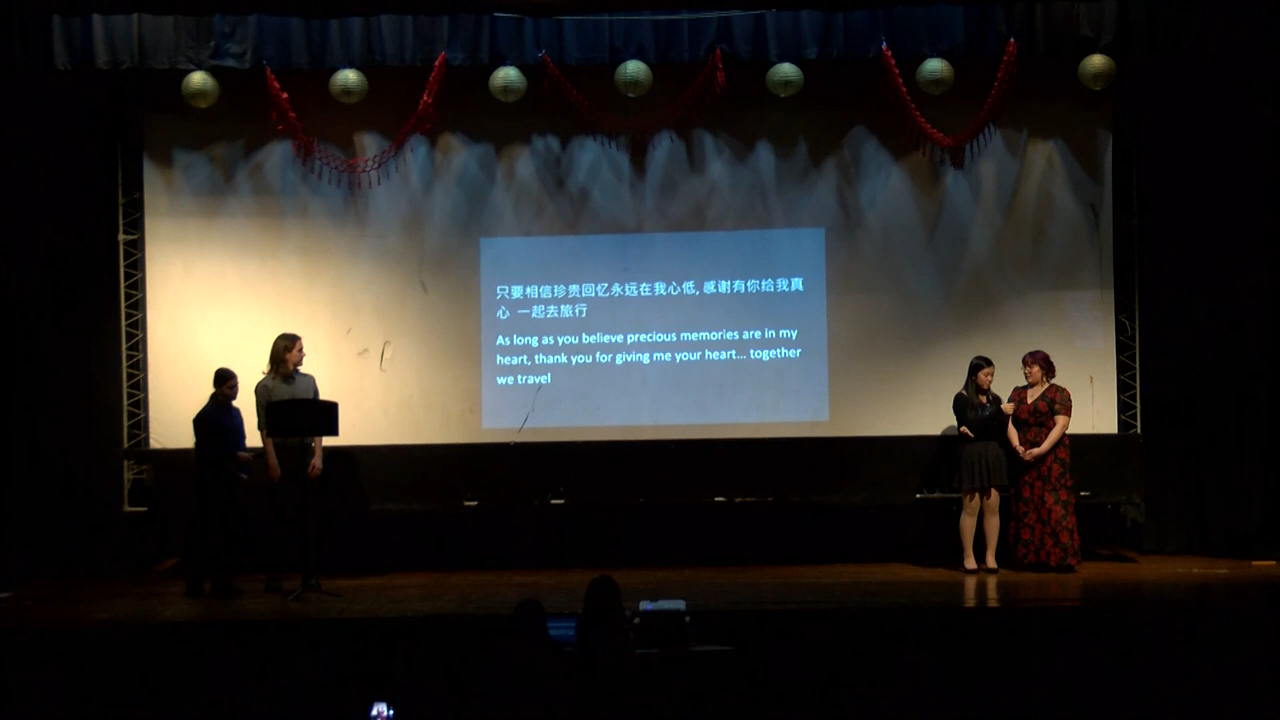 只要相信珍贵回忆永远在我心低, 感谢有你给我真
心 一起去旅行
As long as you believe precious memories are in my
heart, thank you for giving me your heart... together
we travel